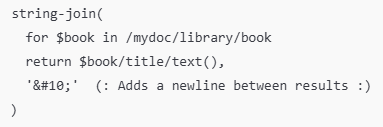 string-join(
  for $book in /mydoc/library/book
  return $book/title/text(),
  '&#10;'  (: Adds a newline between results :)
)